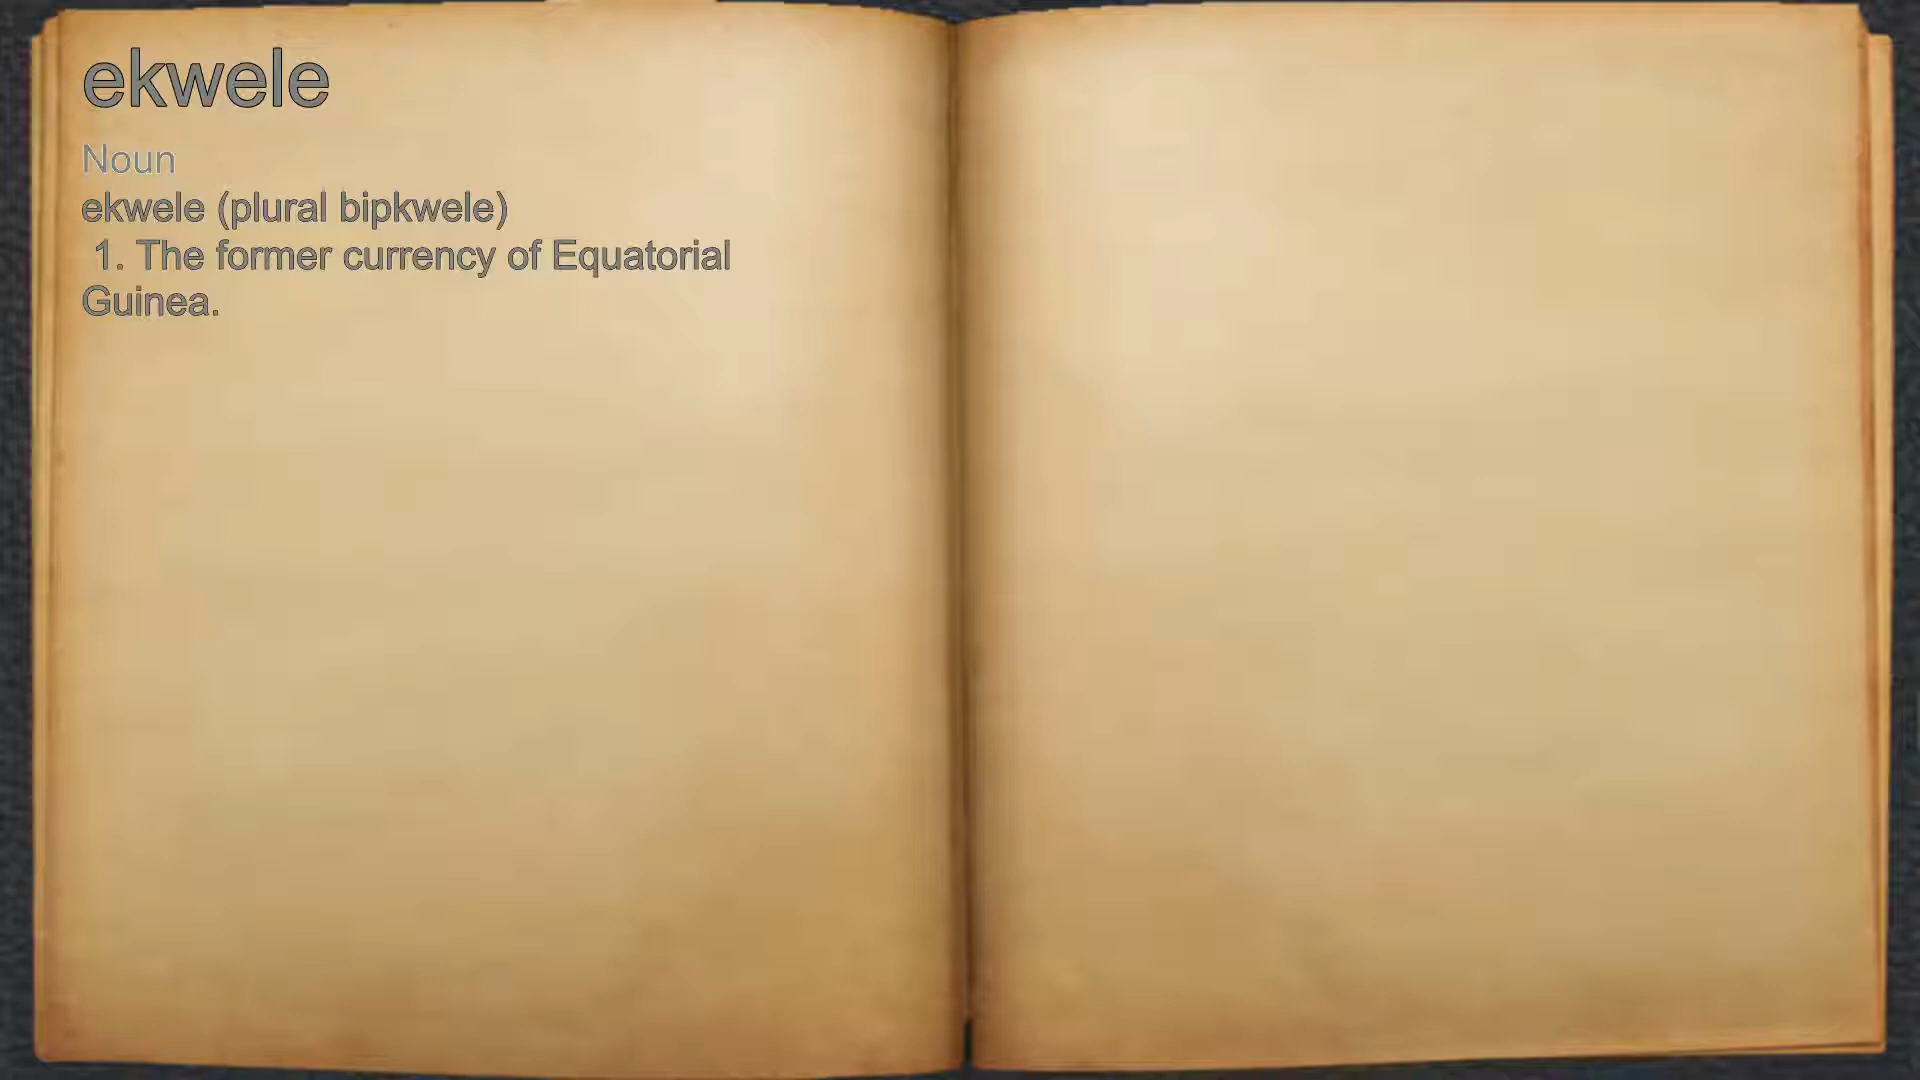 ekwele
Noun
ekwele (plural bipkwele)
1. The former currency of Equatorial
Guinea.